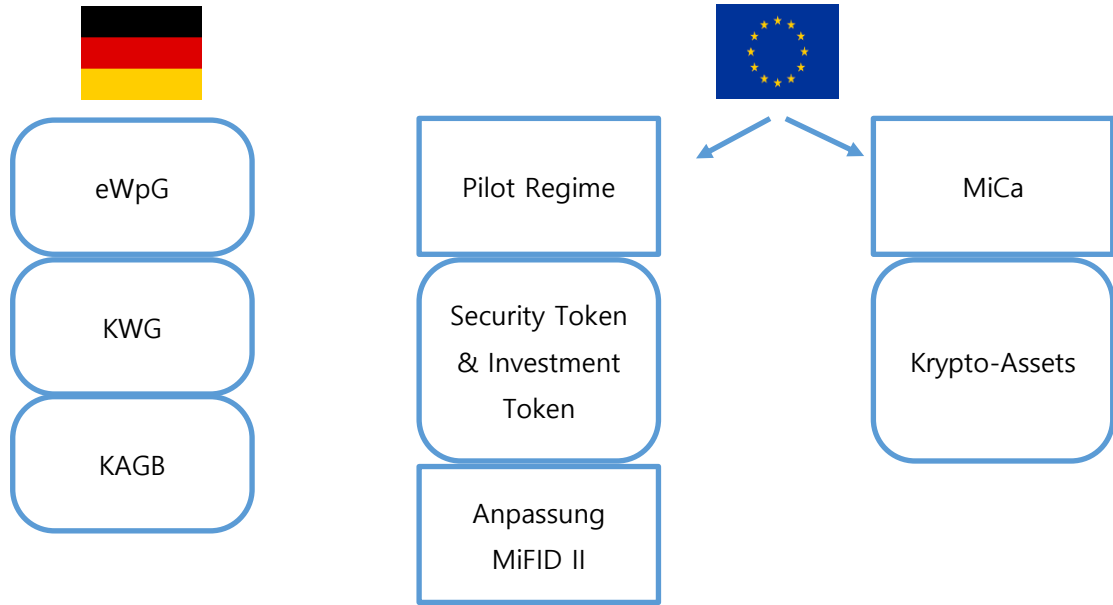 eWpG
KWG
KAGB
Pilot Regime
Security Token
& Investment
Token
Anpassung
MiFID II
MiCa
Krypto-Assets